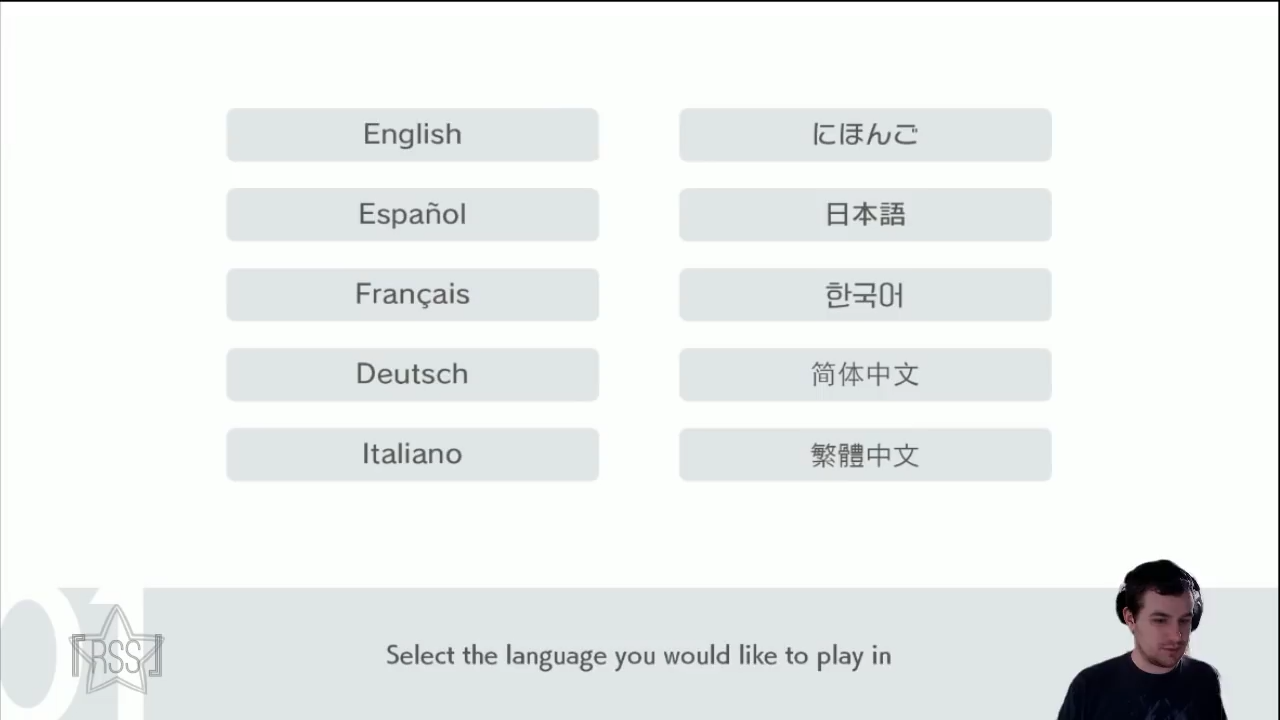 English
にほんご
Español
日本語
Français
한국어
Deutsch
简体中文
Italiano
繁體中文
01
[RSS]
Select the language you would like to play in